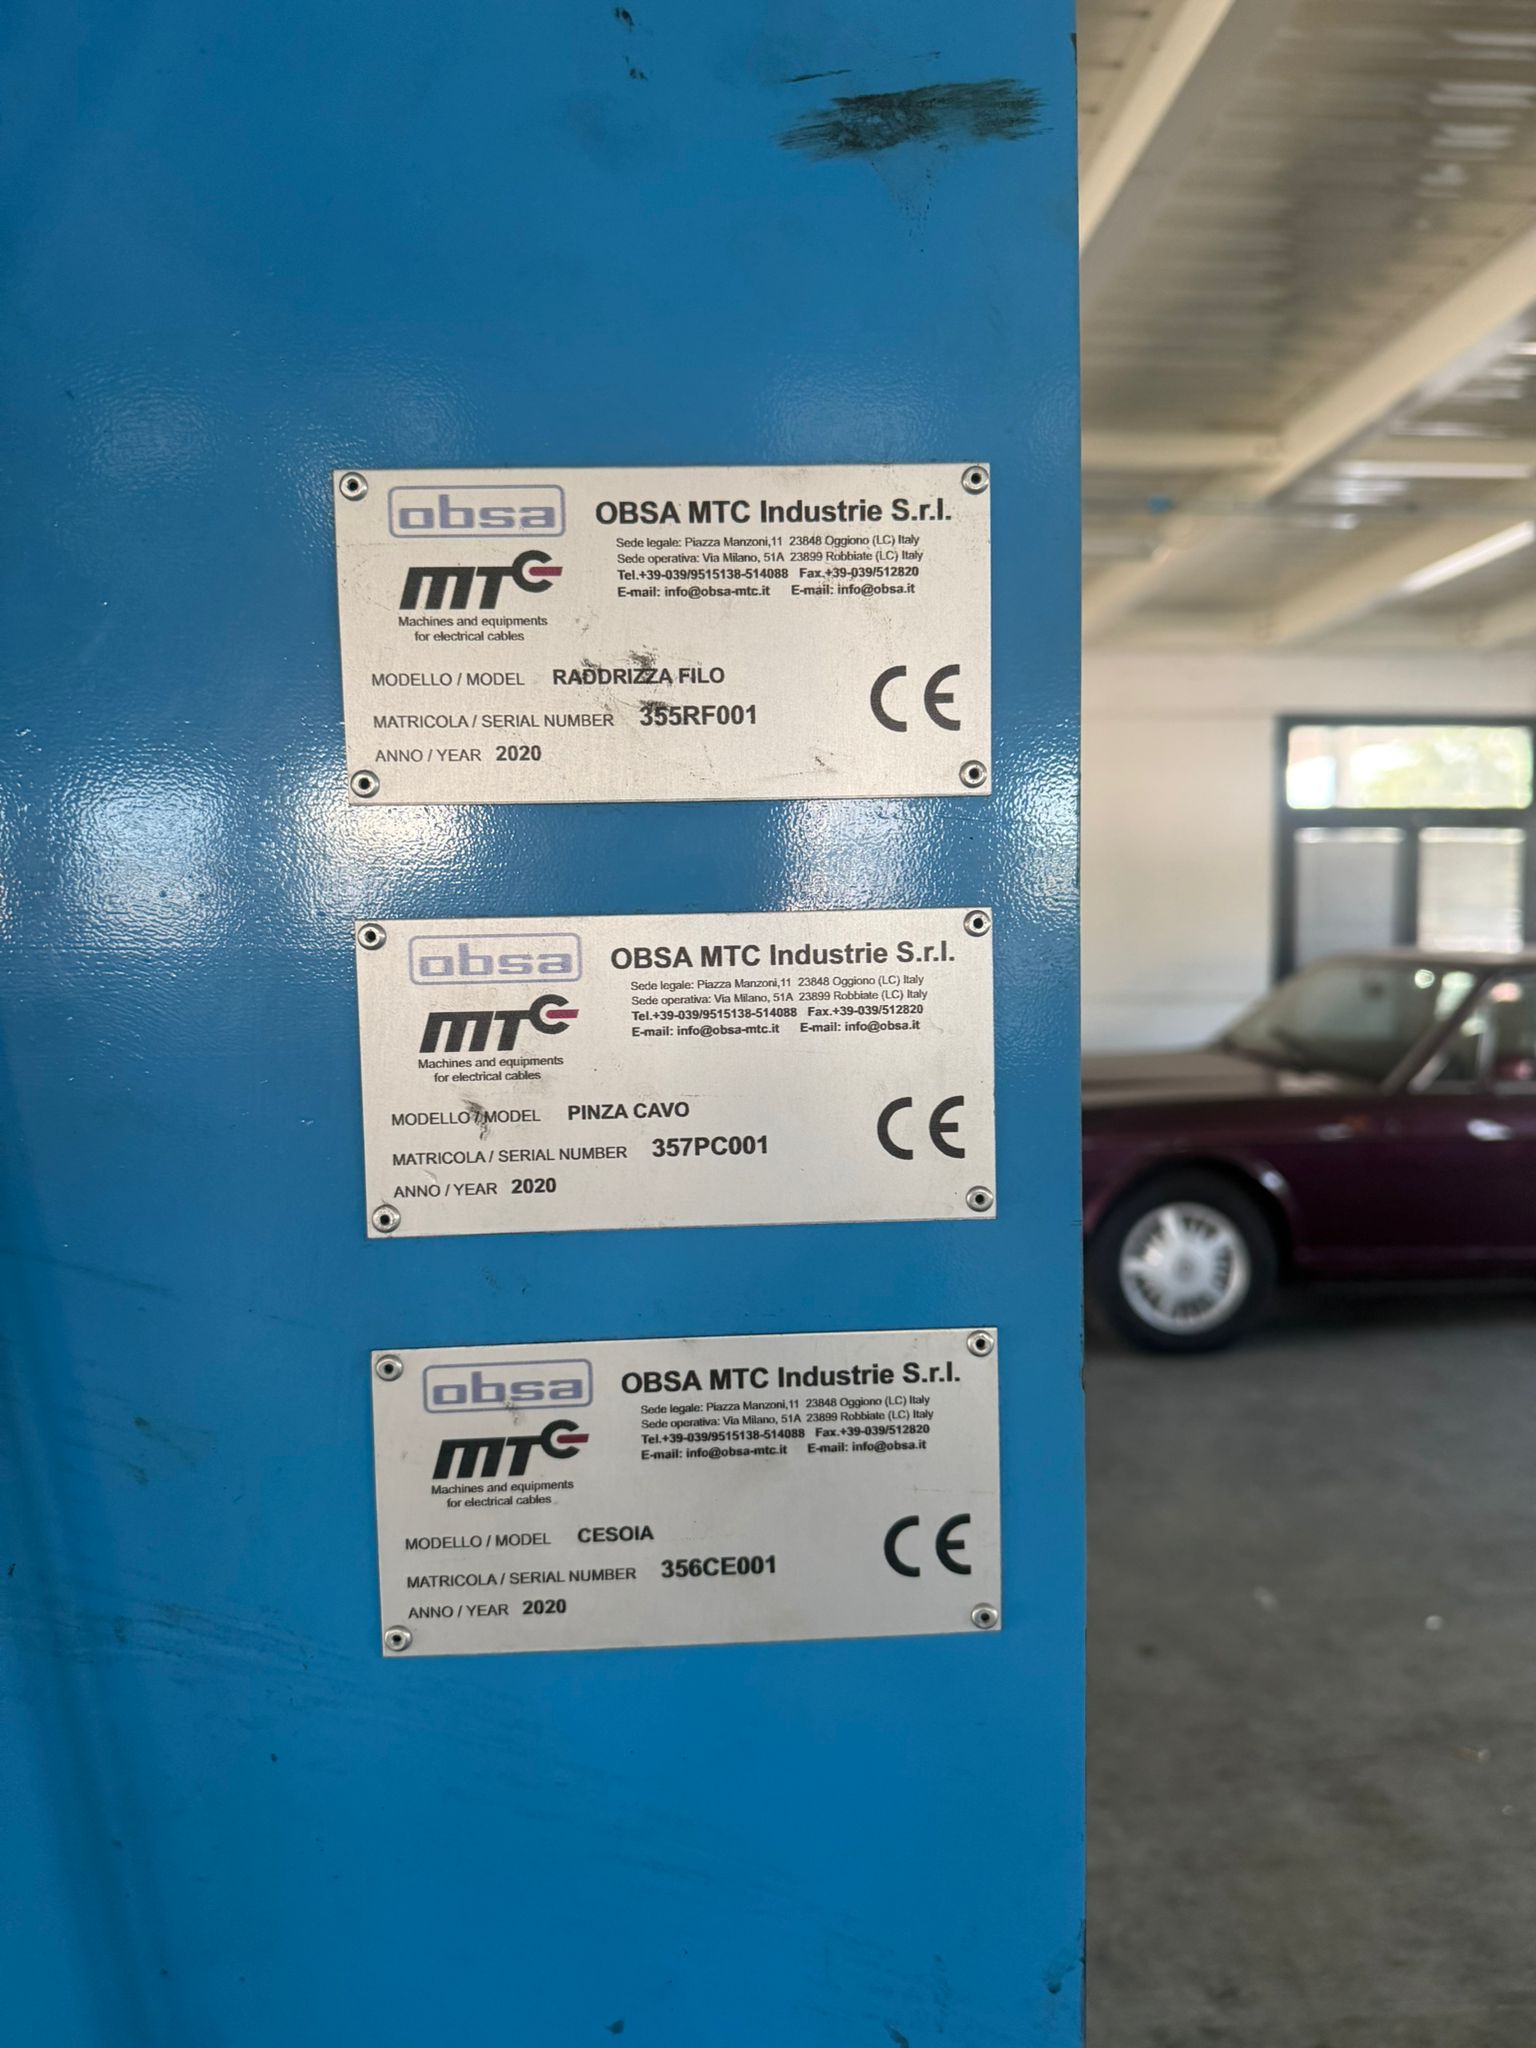 obsa
OBSA MTC Industrie S.r.l.
Sede legale: Piazza Manzoni,11 23848 Oggiono (LC) Italy
Sede operativa: Via Milano, 51A 23899 Robbiate (LC) Italy
Tel.+39-039/9515138-514088 Fax.+39-039/512820
E-mail: info@obsa-mtc.it E-mail: info@obsa.it
MTC
Machines and equipments
for electrical cables
MODELLO / MODEL RADDRIZZA FILO
MATRICOLA / SERIAL NUMBER 355RF001
ANNO / YEAR 2020
CE
obsa
OBSA MTC Industrie S.r.l.
Sede legale: Piazza Manzoni,11 23848 Oggiono (LC) Italy
Sede operativa: Via Milano, 51A 23899 Robbiate (LC) Italy
Tel.+39-039/9515138-514088 Fax.+39-039/512820
E-mail: info@obsa-mtc.it E-mail: info@obsa.it
MTC
Machines and equipments
for electrical cables
MODELLO / MODEL PINZA CAVO
MATRICOLA / SERIAL NUMBER 357PC001
ANNO / YEAR 2020
CE
obsa
OBSA MTC Industrie S.r.l.
Sede legale: Piazza Manzoni,11 23848 Oggiono (LC) Italy
Sede operativa: Via Milano, 51A 23899 Robbiate (LC) Italy
Tel.+39-039/9515138-514088 Fax.+39-039/512820
E-mail: info@obsa-mtc.it E-mail: info@obsa.it
MTC
Machines and equipments
for electrical cables
MODELLO / MODEL CESOIA
MATRICOLA / SERIAL NUMBER 356CE001
ANNO / YEAR 2020
CE